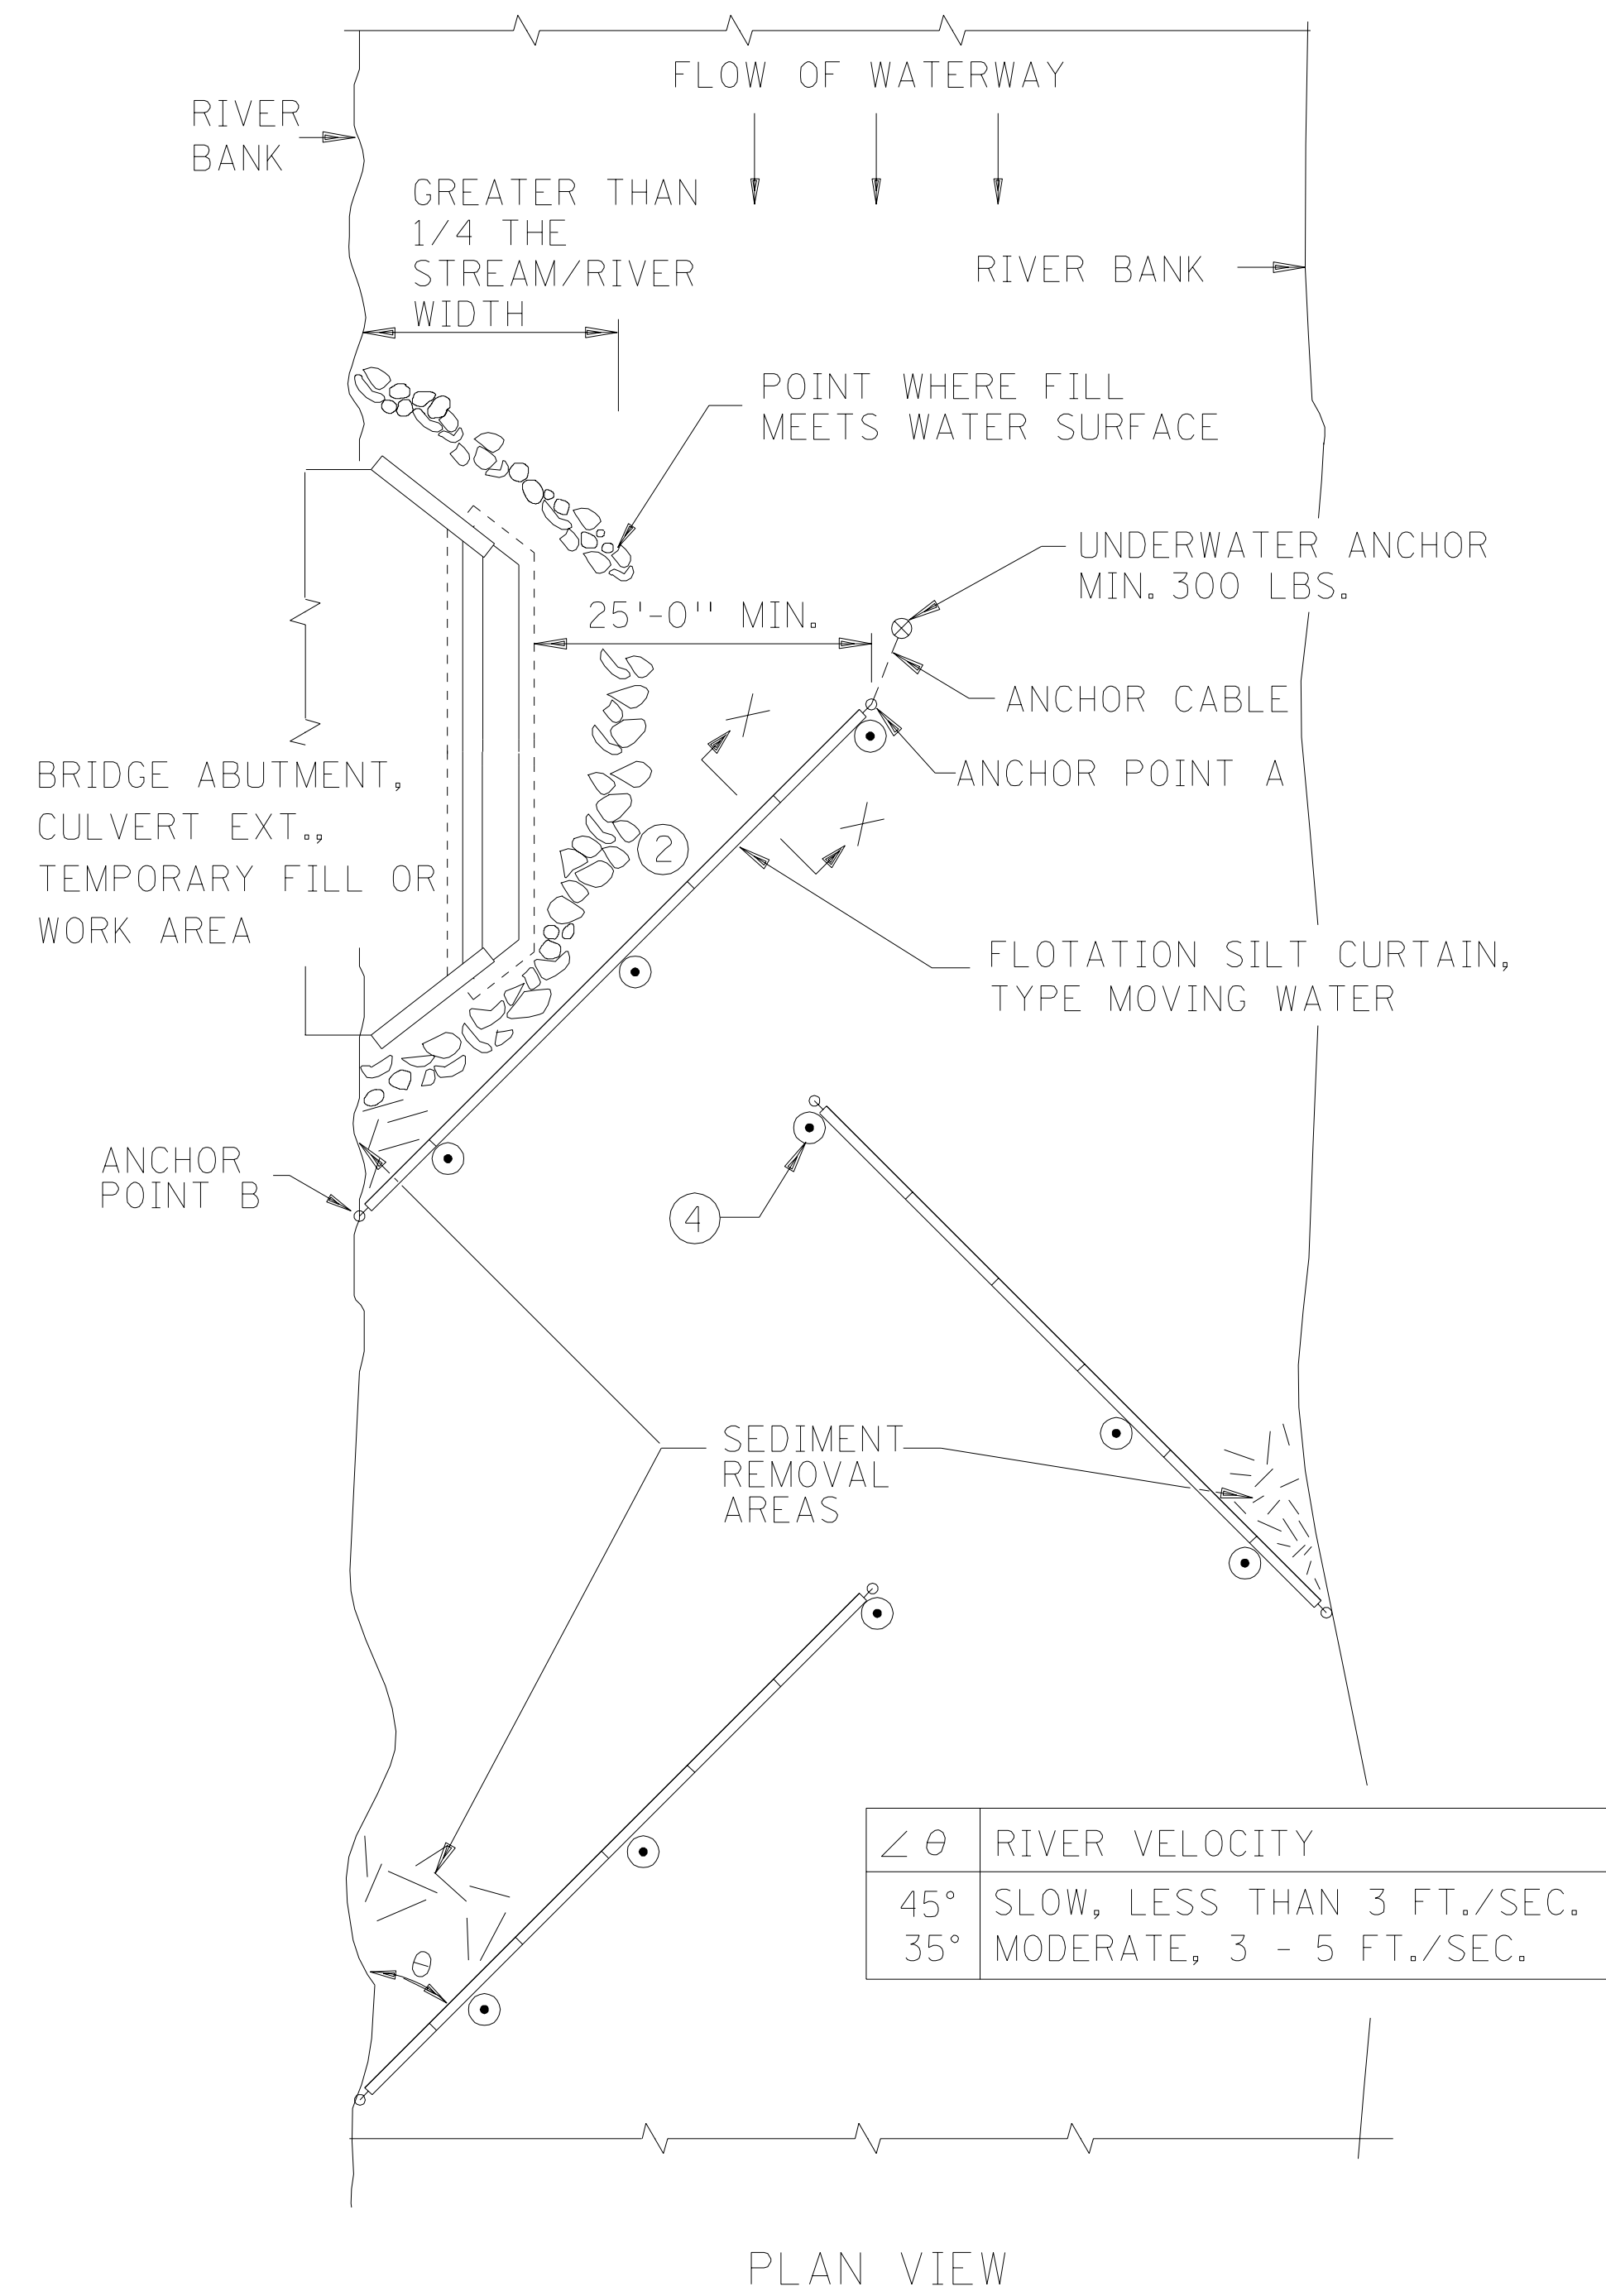 FLOW OF WATERWAY
RIVER
BANK
GREATER THAN
1/4 THE
STREAM/RIVER
WIDTH
RIVER BANK
POINT WHERE FILL
MEETS WATER SURFACE
UNDERWATER ANCHOR
MIN. 300 LBS.
25'-0" MIN.
ANCHOR CABLE
X
ANCHOR POINT A
BRIDGE ABUTMENT,
CULVERT EXT.,
TEMPORARY FILL OR
WORK AREA
X
2
FLOTATION SILT CURTAIN,
TYPE MOVING WATER
ANCHOR
POINT B
4
SEDIMENT
REMOVAL
AREAS
∠ θ RIVER VELOCITY
45° SLOW, LESS THAN 3 FT./SEC.
35° MODERATE, 3 - 5 FT./SEC.
θ
PLAN VIEW